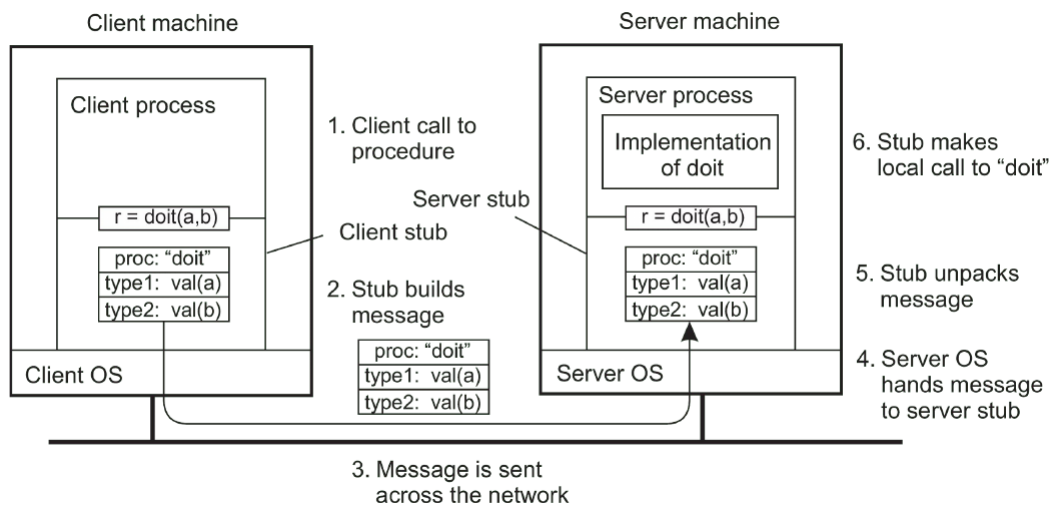 Client machine
Server machine
Client process
1. Client call to
procedure
Server process
Implementation
of doit
6. Stub makes
local call to “doit”
r = doit(a,b)
Client stub
Server stub
r = doit(a,b)
proc: “doit”
type1: val(a)
type2: val(b)
2. Stub builds
message
proc: “doit”
type1: val(a)
type2: val(b)
proc: “doit”
type1: val(a)
type2: val(b)
5. Stub unpacks
message
Client OS
Server OS
4. Server OS
hands message
to server stub
3. Message is sent
across the network